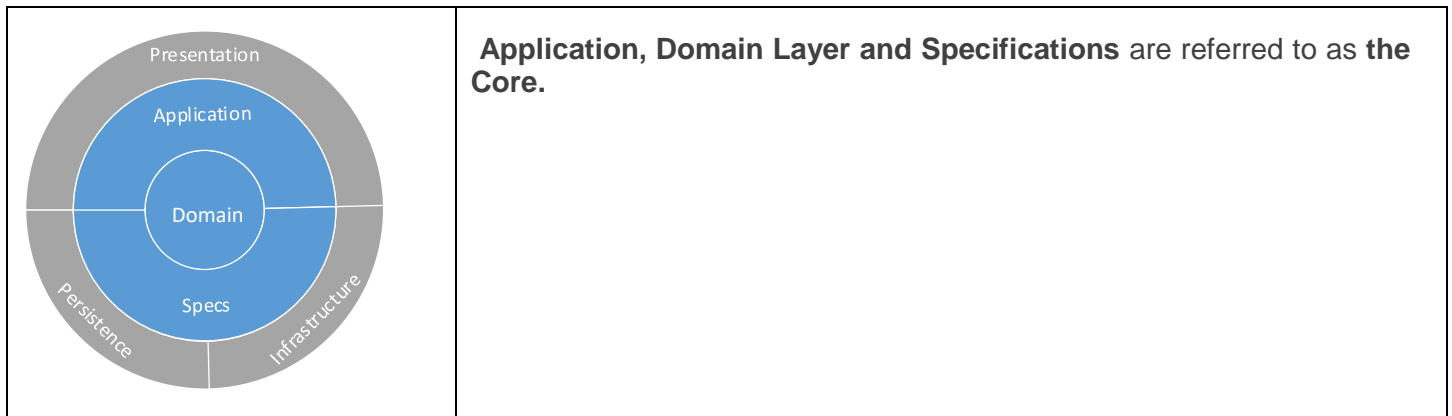 Presentation
Application
Domain
Specs
Persistence
Infrastructure
Application, Domain Layer and Specifications are referred to as the
Core.